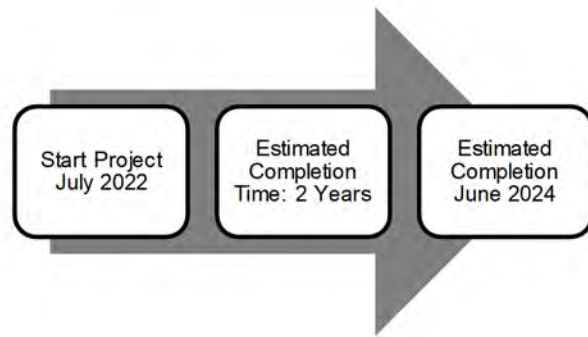 Start Project
July 2022
Estimated
Completion
Time: 2 Years
Estimated
Completion
June 2024